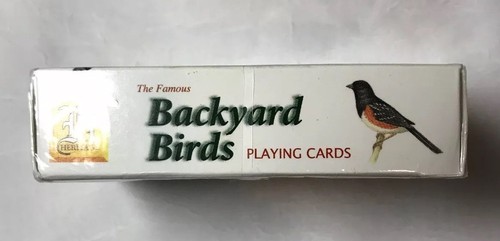 The Famous
Backyard
Birds PLAYING CARDS